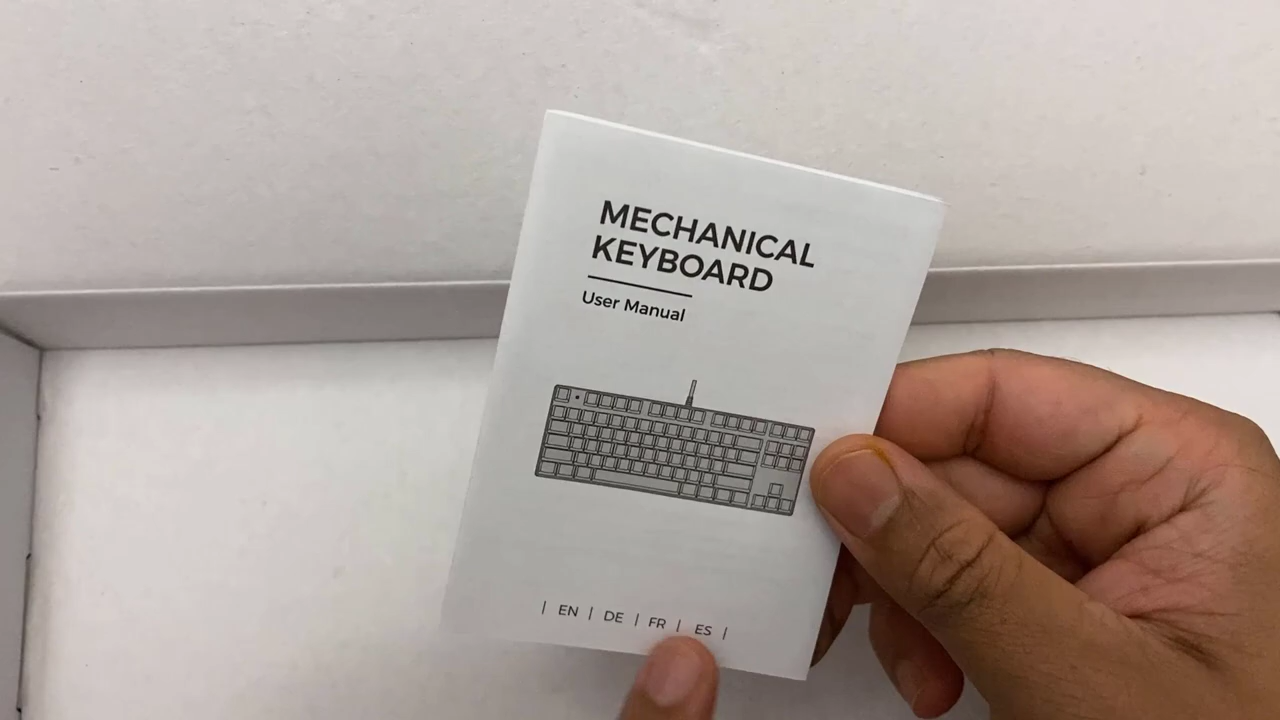 MECHANICAL
KEYBOARD
User Manual
| EN | DE | FR | ES |